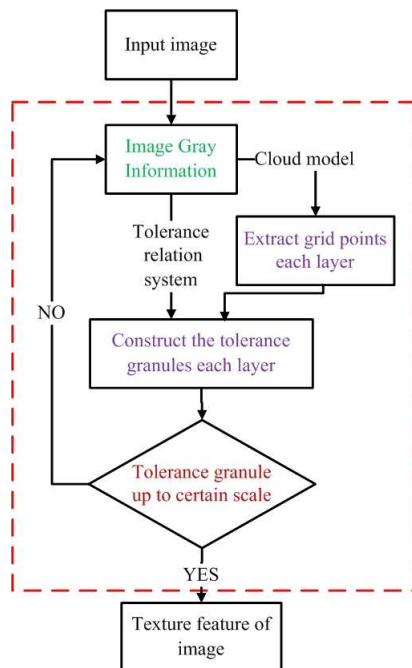 Input image
Image Gray
Information
Cloud model
Tolerance
relation
system
Extract grid points
each layer
NO
Construct the tolerance
granules each layer
Tolerance granule
up to certain scale
YES
Texture feature of
image